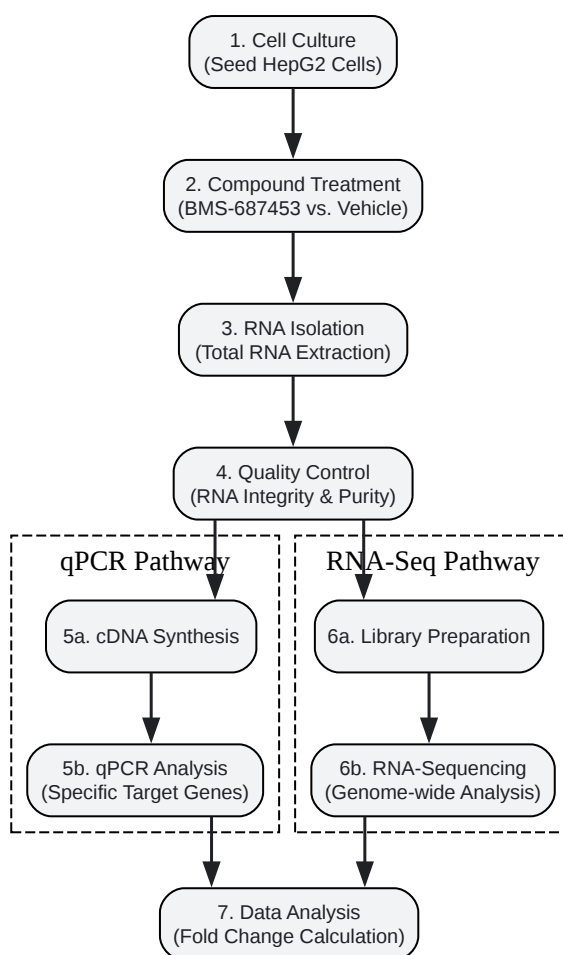 1. Cell Culture
(Seed HepG2 Cells)
2. Compound Treatment
(BMS-687453 vs. Vehicle)
3. RNA Isolation
(Total RNA Extraction)
4. Quality Control
(RNA Integrity & Purity)
qPCR Pathway
5a. cDNA Synthesis
5b. qPCR Analysis
(Specific Target Genes)
RNA-Seq Pathway
6a. Library Preparation
6b. RNA-Sequencing
(Genome-wide Analysis)
7. Data Analysis
(Fold Change Calculation)